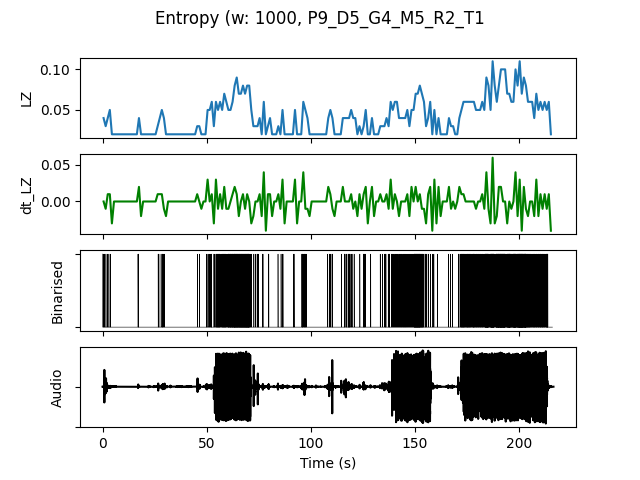 Entropy (w: 1000, P9_D5_G4_M5_R2_T1
0.10
0.05
LZ
0.05
0.00
dt_LZ
Binarised
Audio
0 50 100 150 200
Time (s)